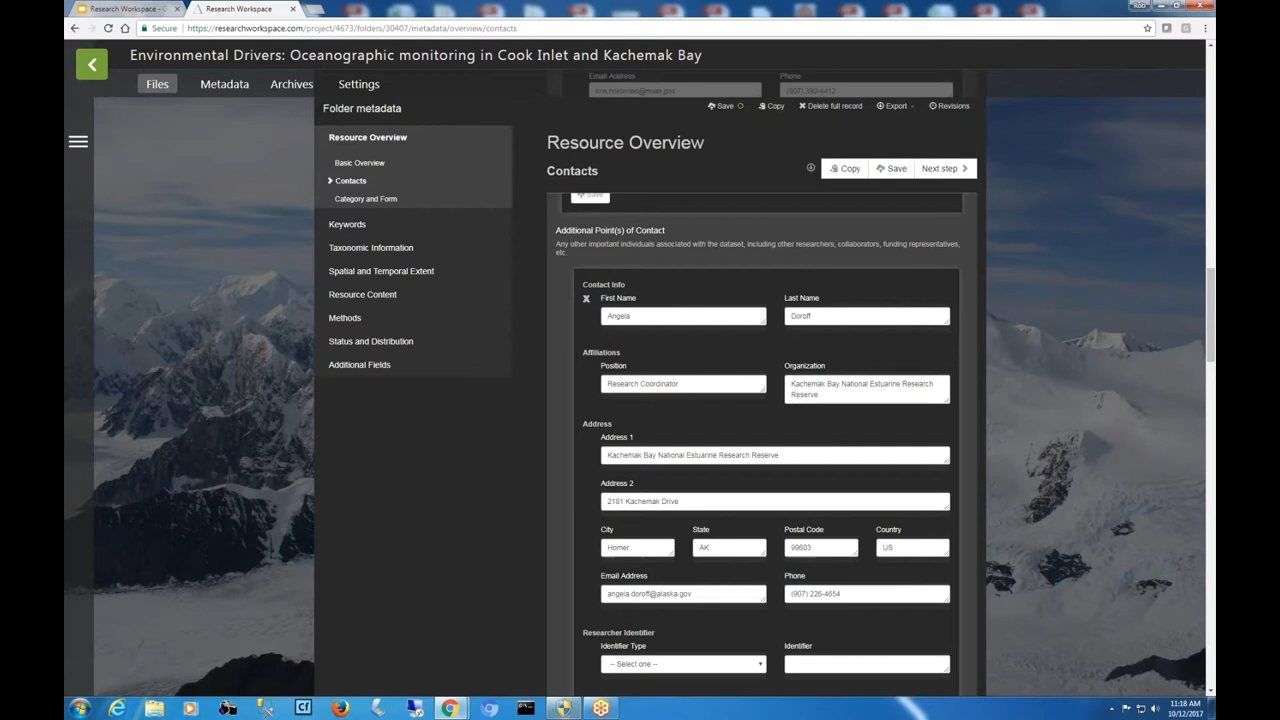 Research Workspace - G
Research Workspace
ROD
Secure
https://researchworkspace.com/project/4673/folders/30407/metadata/overview/contacts
Environmental Drivers: Oceanographic monitoring in Cook Inlet and Kachemak Bay
Files
Metadata
Archives
Settings
Email Address
Phone
Folder metadata
Save
Copy
Delete full record
Export
Revisions
Resource Overview
Basic Overview
Contacts
Category and Form
Keywords
Taxonomic Information
Spatial and Temporal Extent
Resource Content
Methods
Status and Distribution
Additional Fields
Resource Overview
Contacts
Copy
Save
Next step
Save
Additional Point(s) of Contact
Any other important individuals associated with the dataset, including other researchers, collaborators, funding representatives,
etc.
Contact Info
X
First Name
Last Name
Angela
Doroff
Affiliations
Position
Organization
Research Coordinator
Kachemak Bay National Estuarine Research
Reserve
Address
Address 1
Kachemak Bay National Estuarine Research Reserve
Address 2
2181 Kachemak Drive
City
State
Postal Code
Country
Homer
AK
99603
US
Email Address
Phone
angela.doroff@alaska.gov
(907) 226-4654
Researcher Identifier
Identifier Type
Identifier
-- Select one --
Cf
11:18 AM
10/12/2017